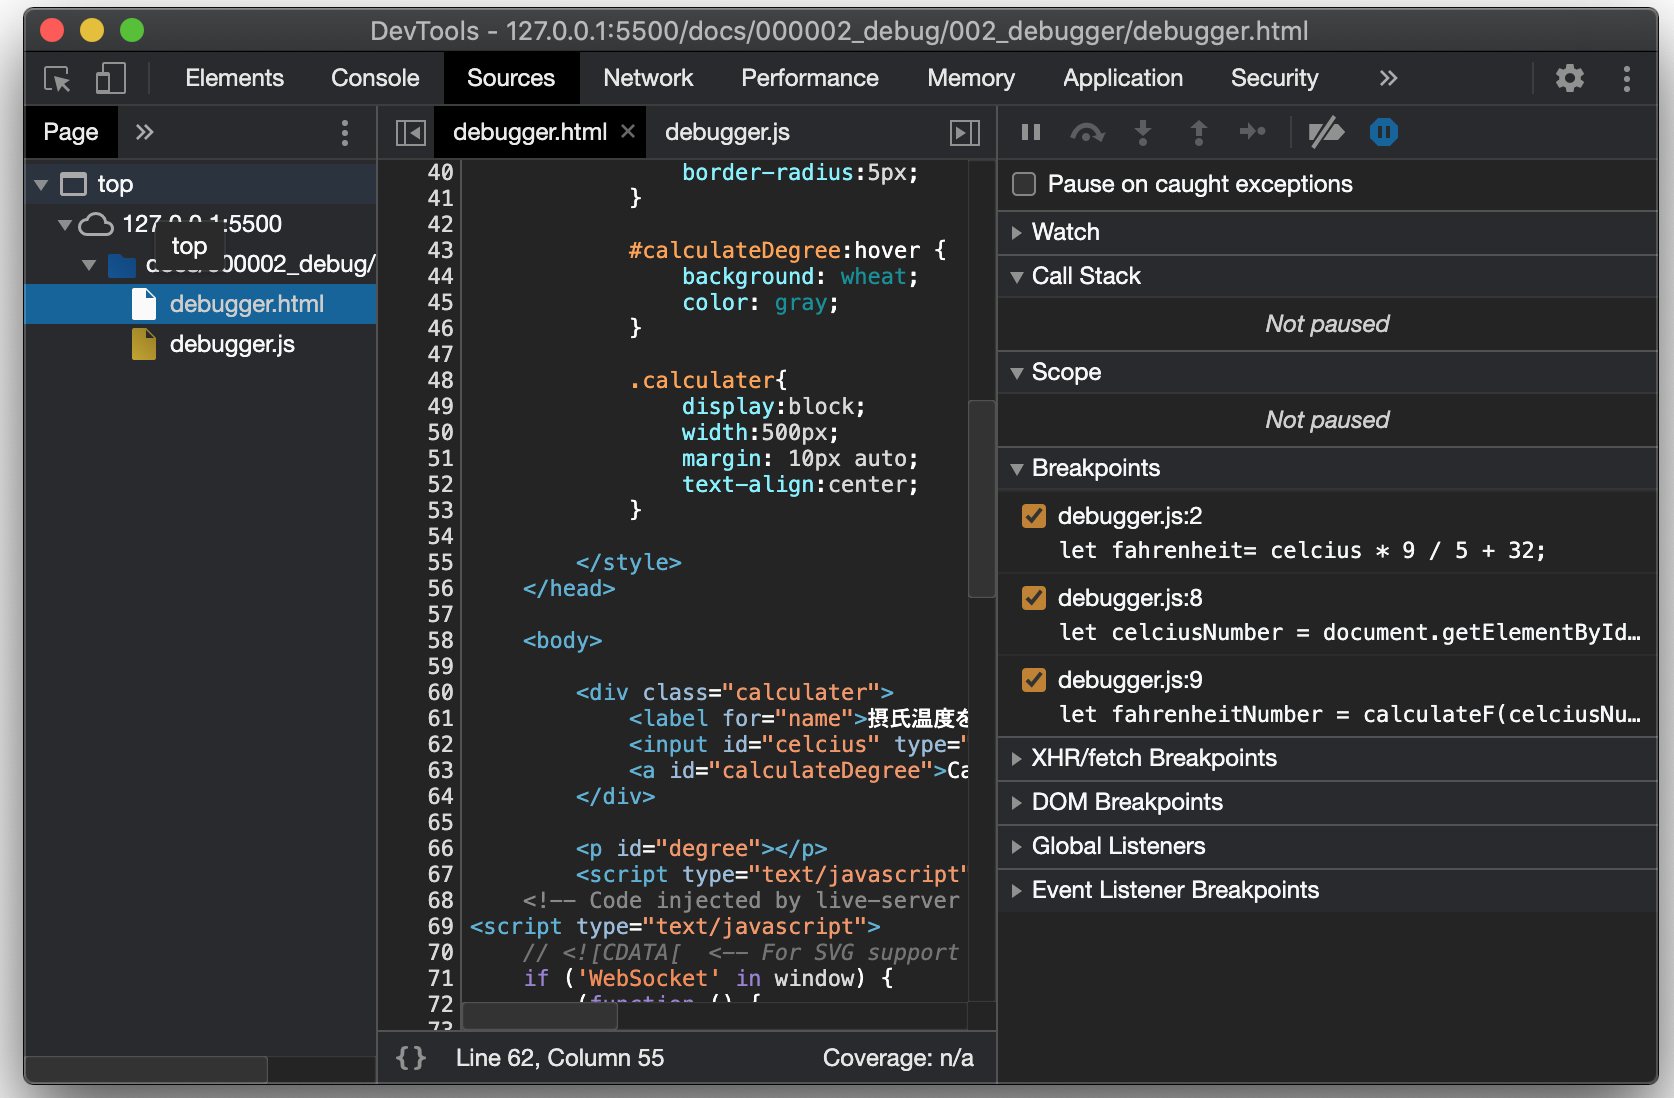 DevTools - 127.0.0.1:5500/docs/000002_debug/002_debugger/debugger.html
Elements Console Sources Network Performance Memory Application Security »
Page »
top
127.0.0.1:5500
top
docs/000002_debug/
debugger.html
debugger.js
debugger.html × debugger.js
40 border-radius:5px;
41 }
42
43 #calculateDegree:hover {
44 background: wheat;
45 color: gray;
46 }
47
48 .calculater{
49 display:block;
50 width:500px;
51 margin: 10px auto;
52 text-align:center;
53 }
54
55 </style>
56 </head>
57
58 <body>
59
60 <div class="calculater">
61 <label for="name">摂氏温度を
62 <input id="celcius" type="
63 <a id="calculateDegree">Ca
64 </div>
65
66 <p id="degree"></p>
67 <script type="text/javascript"
68 <!-- Code injected by live-server
69 <script type="text/javascript">
70 // <![CDATA[ <-- For SVG support
71 if ('WebSocket' in window) {
72 (function () {
73
{} Line 62, Column 55 Coverage: n/a
Pause on caught exceptions
Watch
Call Stack
Not paused
Scope
Not paused
Breakpoints
debugger.js:2
let fahrenheit= celcius * 9 / 5 + 32;
debugger.js:8
let celciusNumber = document.getElementById…
debugger.js:9
let fahrenheitNumber = calculateF(celciusNu…
XHR/fetch Breakpoints
DOM Breakpoints
Global Listeners
Event Listener Breakpoints